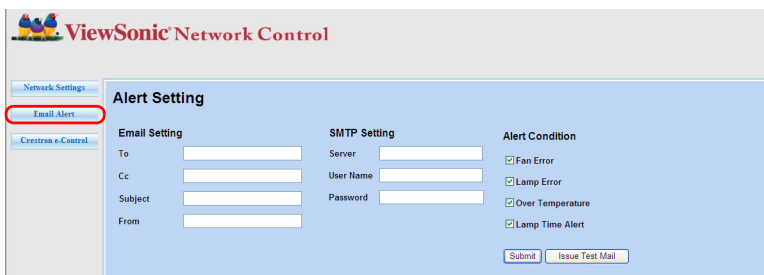 ViewSonic® Network Control
Network Settings
Email Alert
Crestron e-Control
Alert Setting
Email Setting
To
Cc
Subject
From
SMTP Setting
Server
User Name
Password
Alert Condition
Fan Error
Lamp Error
Over Temperature
Lamp Time Alert
Submit
Issue Test Mail